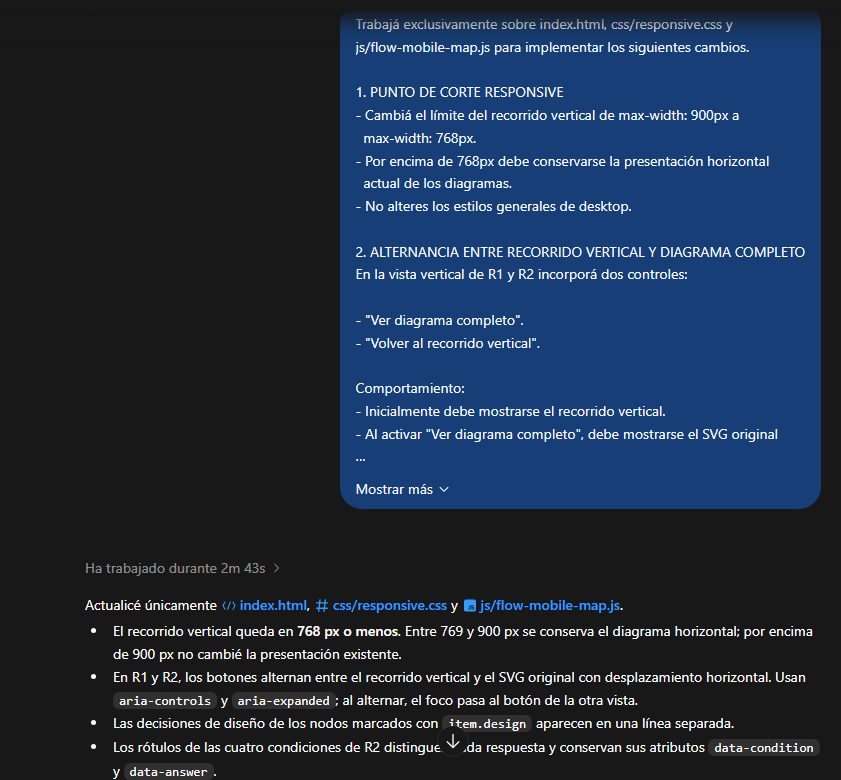 Trabajá exclusivamente sobre index.html, css/responsive.css y
js/flow-mobile-map.js para implementar los siguientes cambios.
1. PUNTO DE CORTE RESPONSIVE
- Cambiá el límite del recorrido vertical de max-width: 900px a
max-width: 768px.
- Por encima de 768px debe conservarse la presentación horizontal
actual de los diagramas.
- No alteres los estilos generales de desktop.
2. ALTERNANCIA ENTRE RECORRIDO VERTICAL Y DIAGRAMA COMPLETO
En la vista vertical de R1 y R2 incorporá dos controles:
- "Ver diagrama completo".
- "Volver al recorrido vertical".
Comportamiento:
- Inicialmente debe mostrarse el recorrido vertical.
- Al activar "Ver diagrama completo", debe mostrarse el SVG original
...
Mostrar más
Ha trabajado durante 2m 43s
Actualicé únicamente index.html, css/responsive.css y js/flow-mobile-map.js.
• El recorrido vertical queda en 768 px o menos. Entre 769 y 900 px se conserva el diagrama horizontal; por encima
de 900 px no cambié la presentación existente.
• En R1 y R2, los botones alternan entre el recorrido vertical y el SVG original con desplazamiento horizontal. Usan
aria-controls y aria-expanded; al alternar, el foco pasa al botón de la otra vista.
• Las decisiones de diseño de los nodos marcados con item.design aparecen en una línea separada.
• Los rótulos de las cuatro condiciones de R2 distingue da respuesta y conservan sus atributos data-condition
y data-answer.